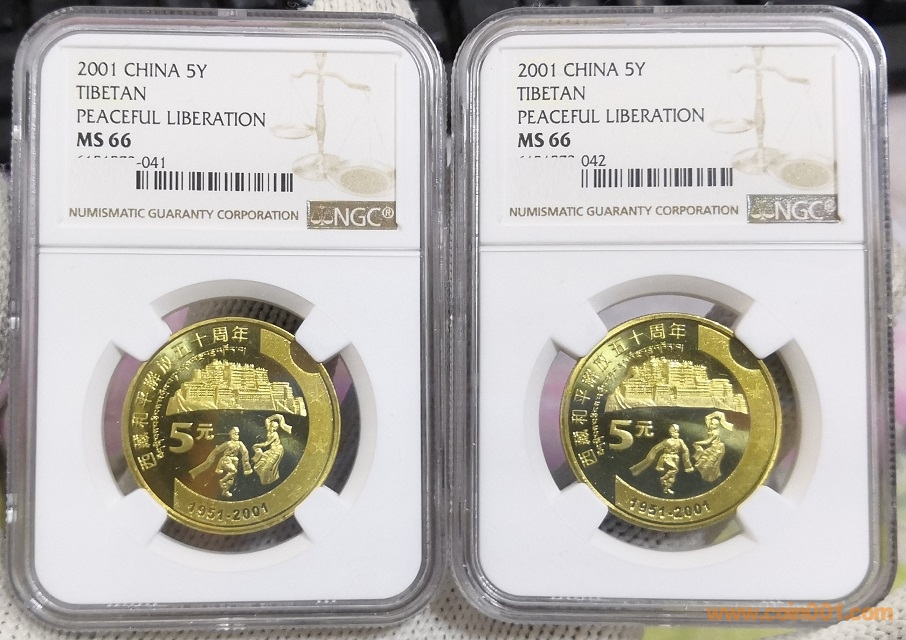 2001 CHINA 5Y
TIBETAN
PEACEFUL LIBERATION
MS 66
-041
NUMISMATIC GUARANTY CORPORATION
NGC®
西藏和平解放五十周年
5元
1951-2001
2001 CHINA 5Y
TIBETAN
PEACEFUL LIBERATION
MS 66
042
NUMISMATIC GUARANTY CORPORATION
NGC®
西藏和平解放五十周年
5元
1951-2001
www.coin001.com